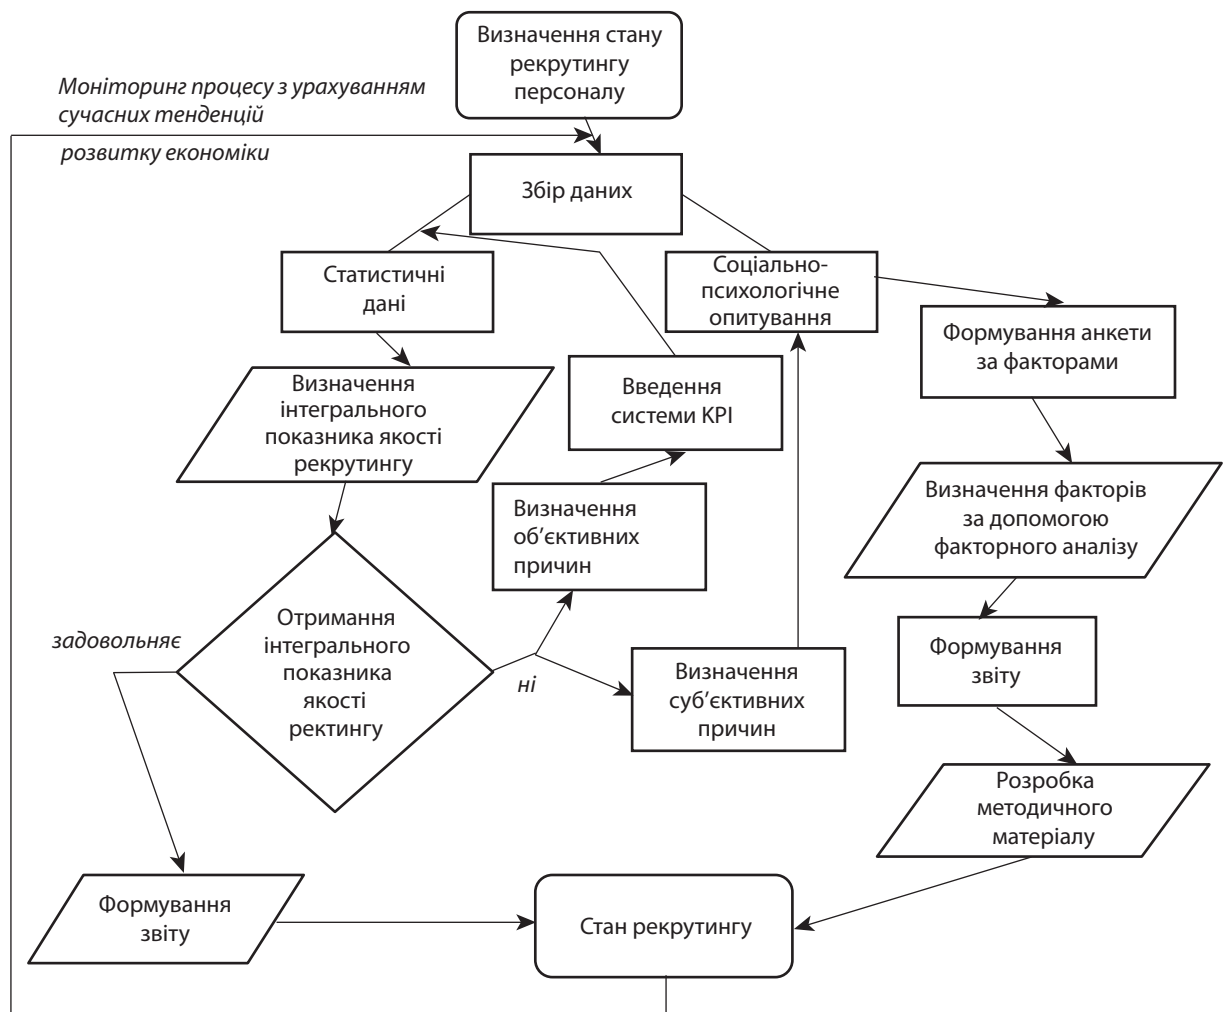 Визначення стану
рекрутингу
персоналу
Моніторинг процесу з урахуванням
сучасних тенденцій
розвитку економіки
Збір даних
Статистичні
дані
Соціально-
психологічне
опитування
Формування анкети
за факторами
Визначення
інтегрального
показника якості
рекрутингу
Введення
системи KPI
Визначення
об’єктивних
причин
Визначення факторів
за допомогою
факторного аналізу
Отримання
інтегрального
показника
якості
ректингу
задовольняє
ні
Визначення
суб’єктивних
причин
Формування
звіту
Розробка
методичного
матеріалу
Формування
звіту
Стан рекрутингу